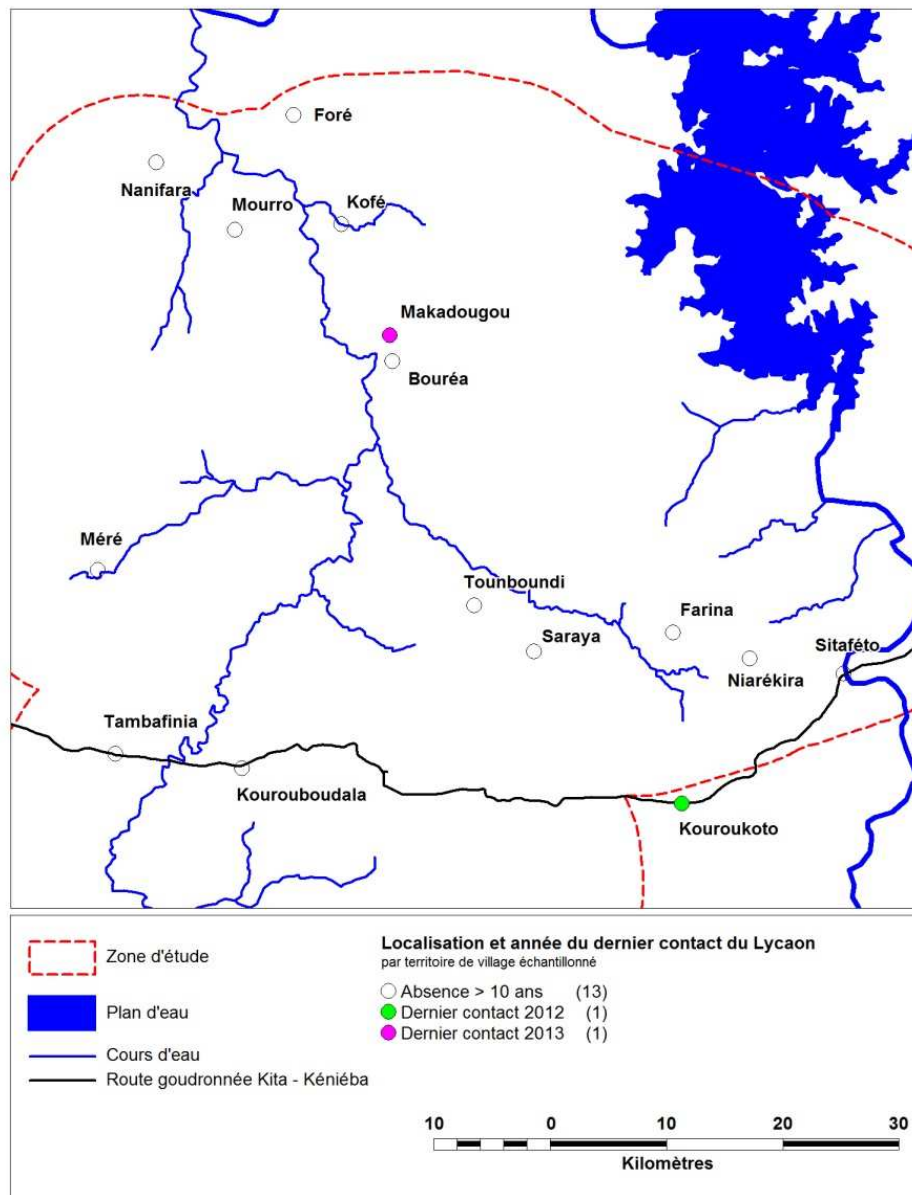 Foré
Nanifara
Mourro
Kofé
Makadougou
Bouréa
Méré
Tounboundi
Farina
Saraya
Sitaféto
Niarékira
Tambafinia
Kourouboudala
Kouroukoto
Zone d'étude
Plan d'eau
Cours d'eau
Route goudronnée Kita - Kéniéba
Localisation et année du dernier contact du Lycaon
par territoire de village échantillonné
Absence > 10 ans (13)
Dernier contact 2012 (1)
Dernier contact 2013 (1)
10 0 10 20 30
Kilomètres